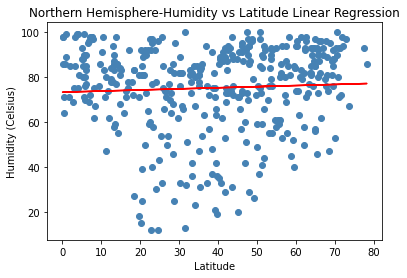 Northern Hemisphere-Humidity vs Latitude Linear Regression
100
80
60
40
20
Humidity (Celsius)
0 10 20 30 40 50 60 70 80
Latitude